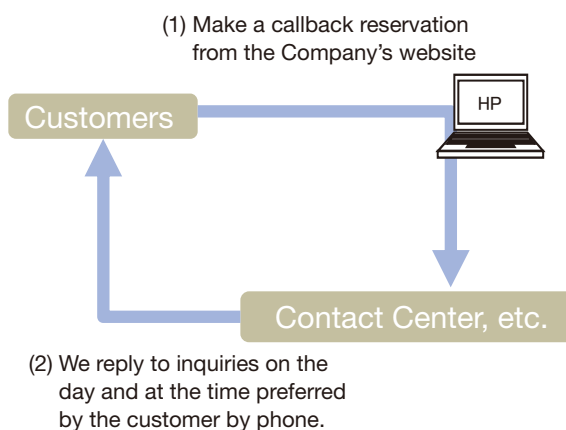 (1) Make a callback reservation
from the Company’s website
HP
Customers
Contact Center, etc.
(2) We reply to inquiries on the
day and at the time preferred
by the customer by phone.